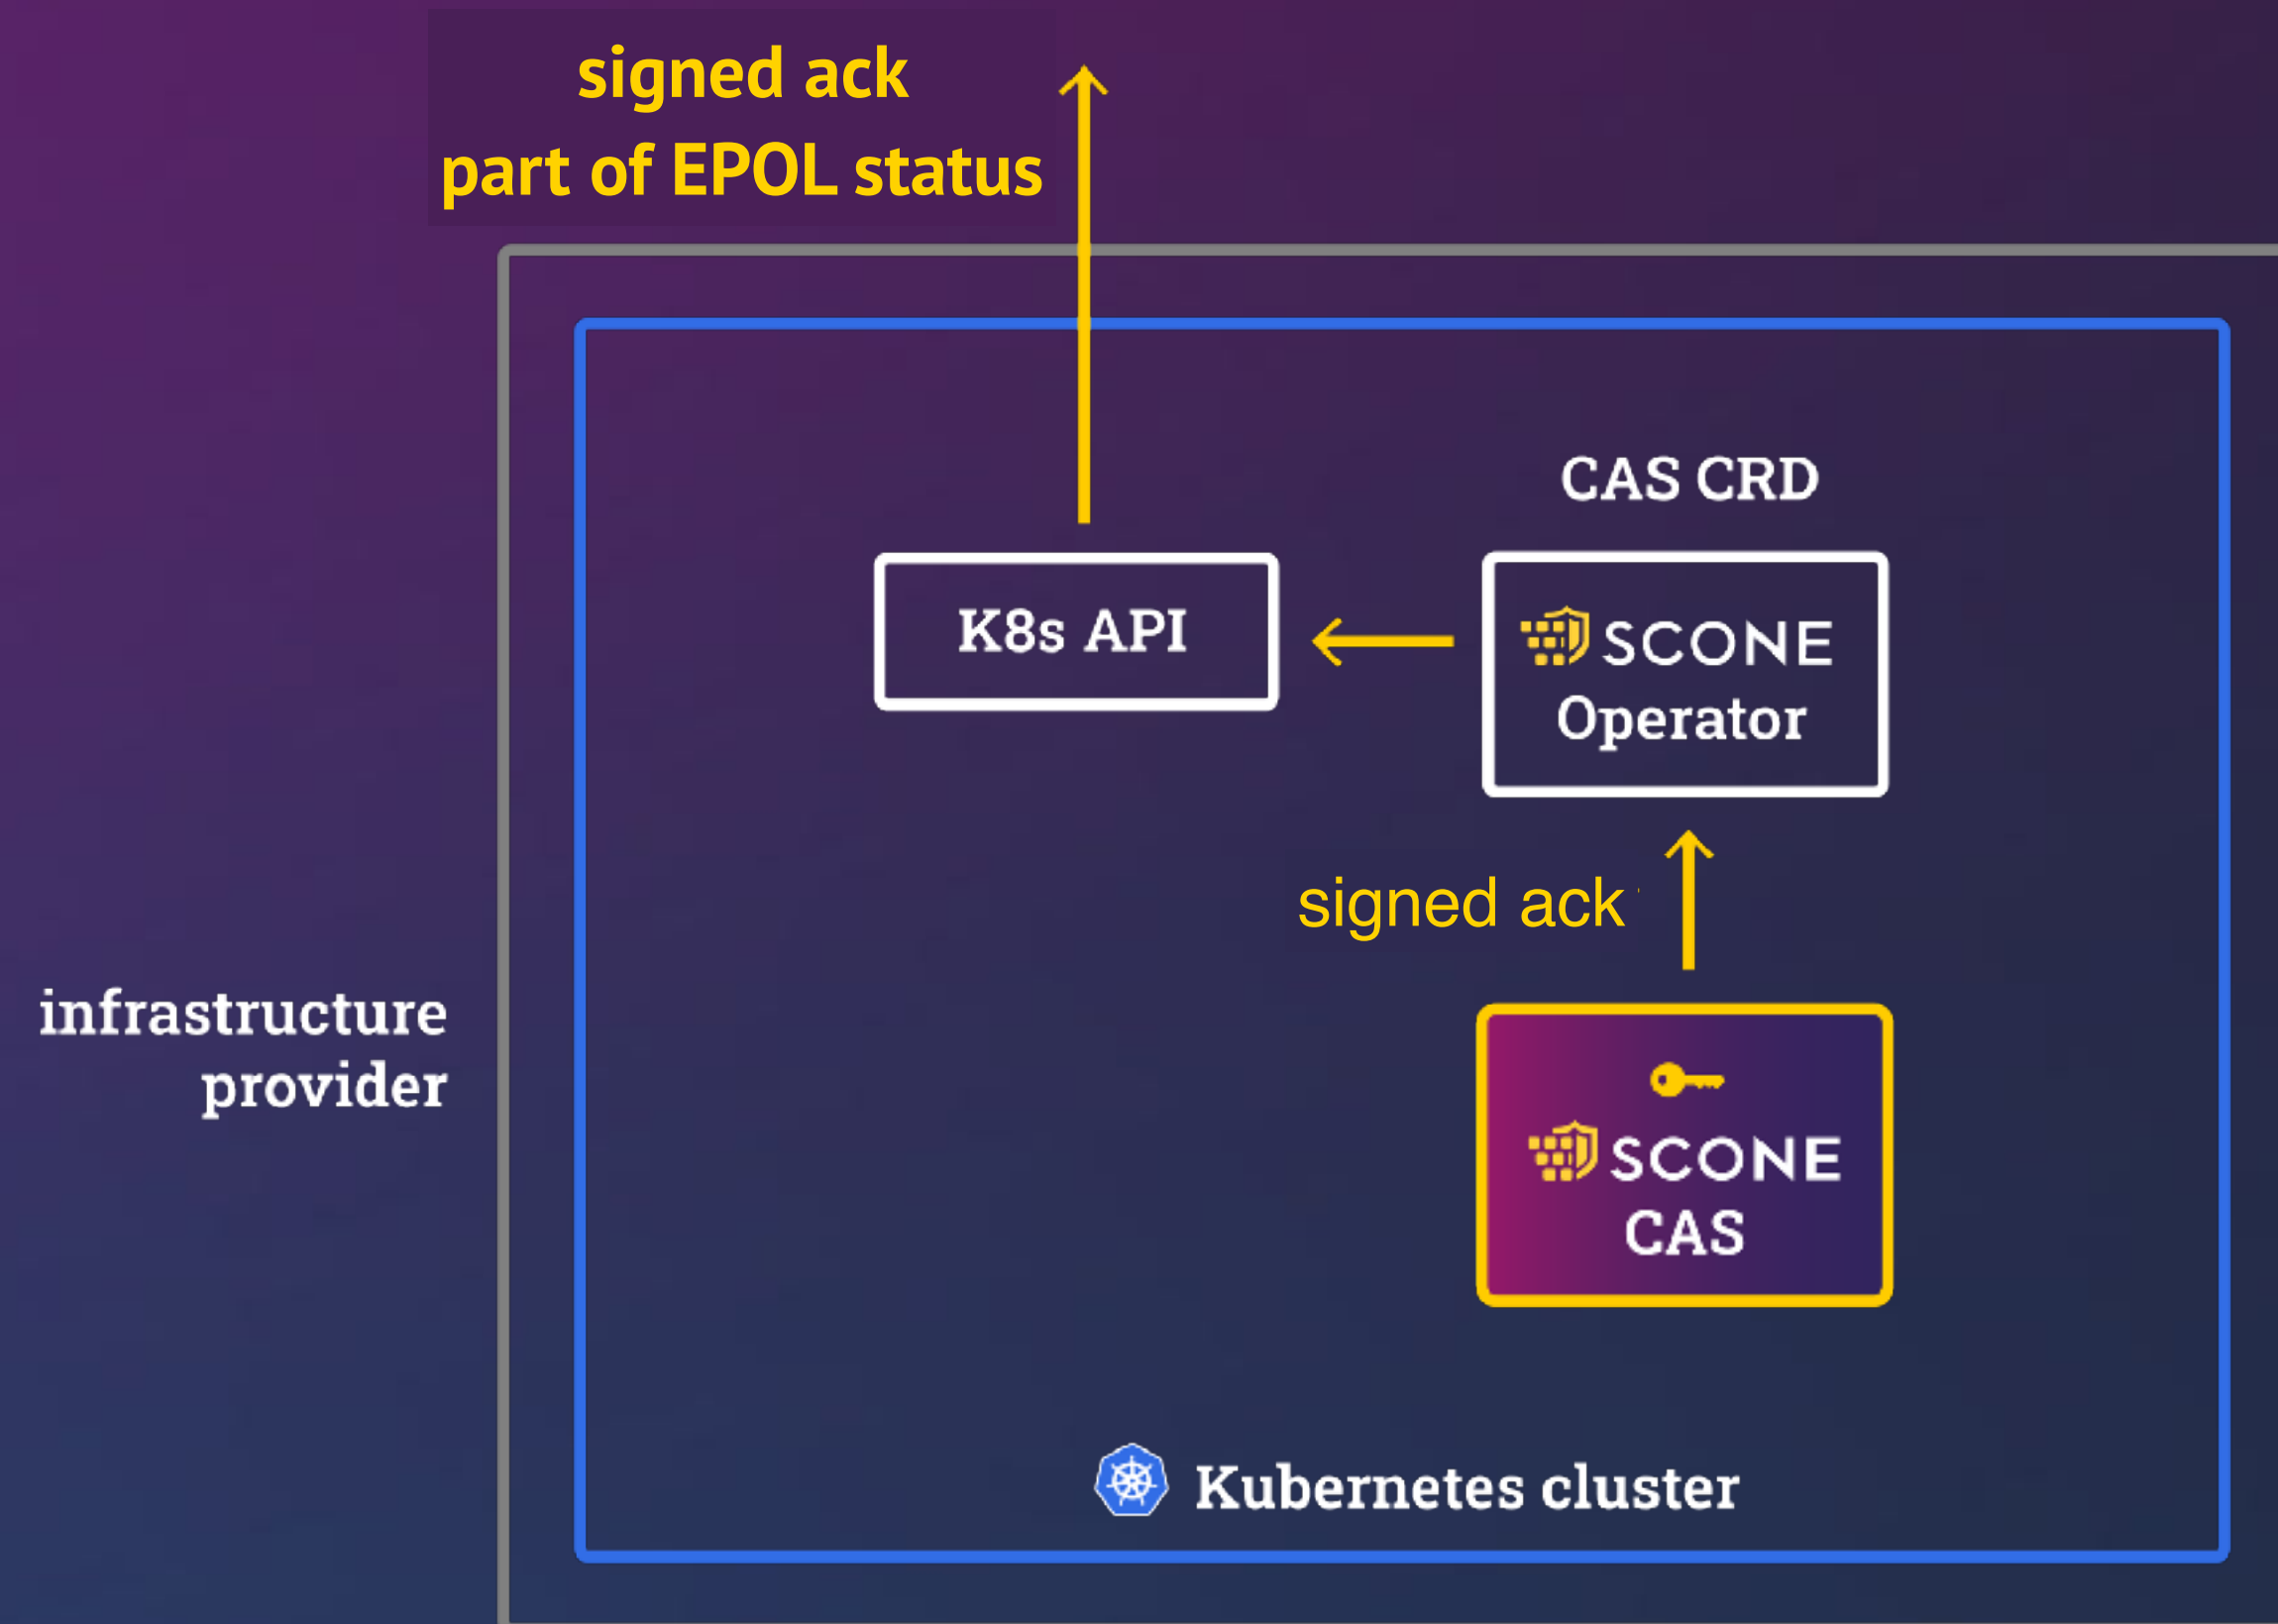 signed ack
part of EPOL status
CAS CRD
K8s API
SCONE
Operator
signed ack
infrastructure
provider
SCONE
CAS
Kubernetes cluster